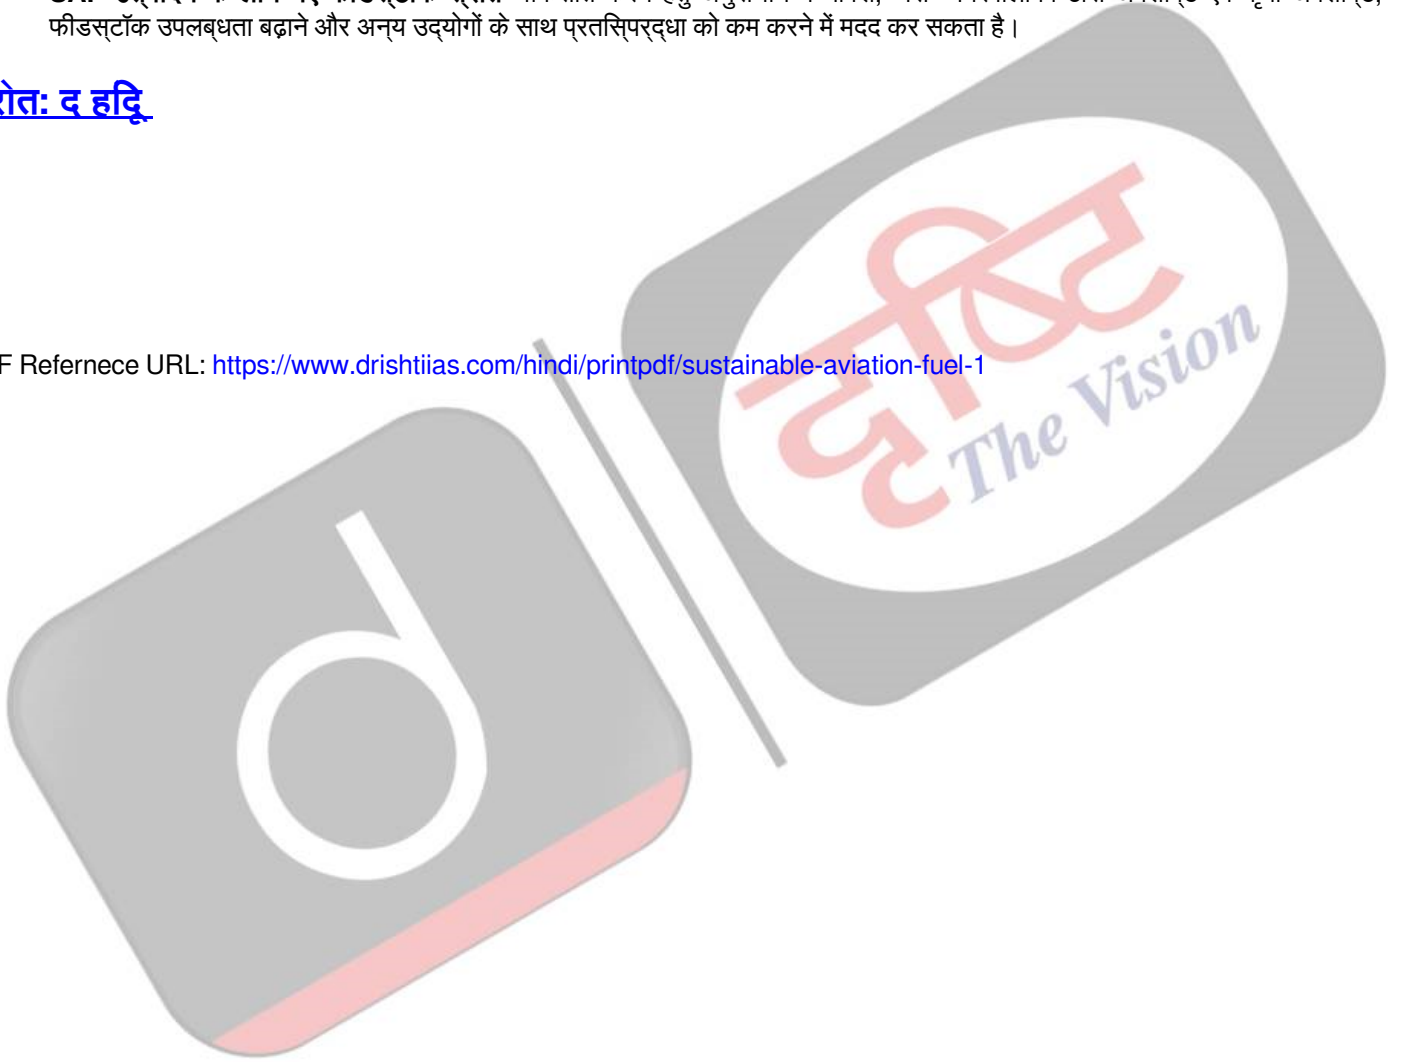 फीडस्टॉक उपलब्धता बढ़ाने और अन्य उद्योगों के साथ प्रतिस्पर्द्धा को कम करने में मदद कर सकता है।
रोत: द हिंदू
F Refernece URL: https://www.drishtiias.com/hindi/printpdf/sustainable-aviation-fuel-1
दृष्टि
The Vision
d